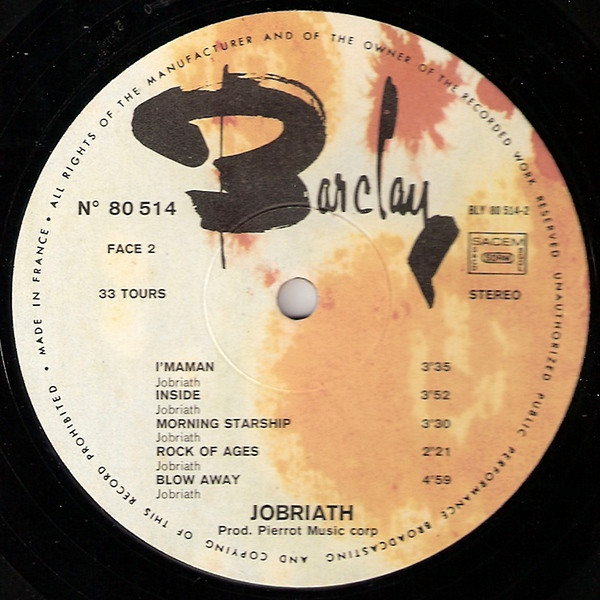 ALL RIGHTS OF THE MANUFACTURER AND OF THE OWNER OF THE RECORDED WORK RESERVED UNAUTHORIZED PUBLIC PERFORMANCE BROADCASTING AND COPYING OF THIS RECORD PROHIBITED • MADE IN FRANCE •
Barclay
N° 80 514
BLY 80 514-2
FACE 2
SACEM
SDRM
33 TOURS
STEREO
I'MAMAN 3'35
Jobriath
INSIDE 3'52
Jobriath
MORNING STARSHIP 3'30
Jobriath
ROCK OF AGES 2'21
Jobriath
BLOW AWAY 4'59
Jobriath
JOBRIATH
Prod. Pierrot Music corp